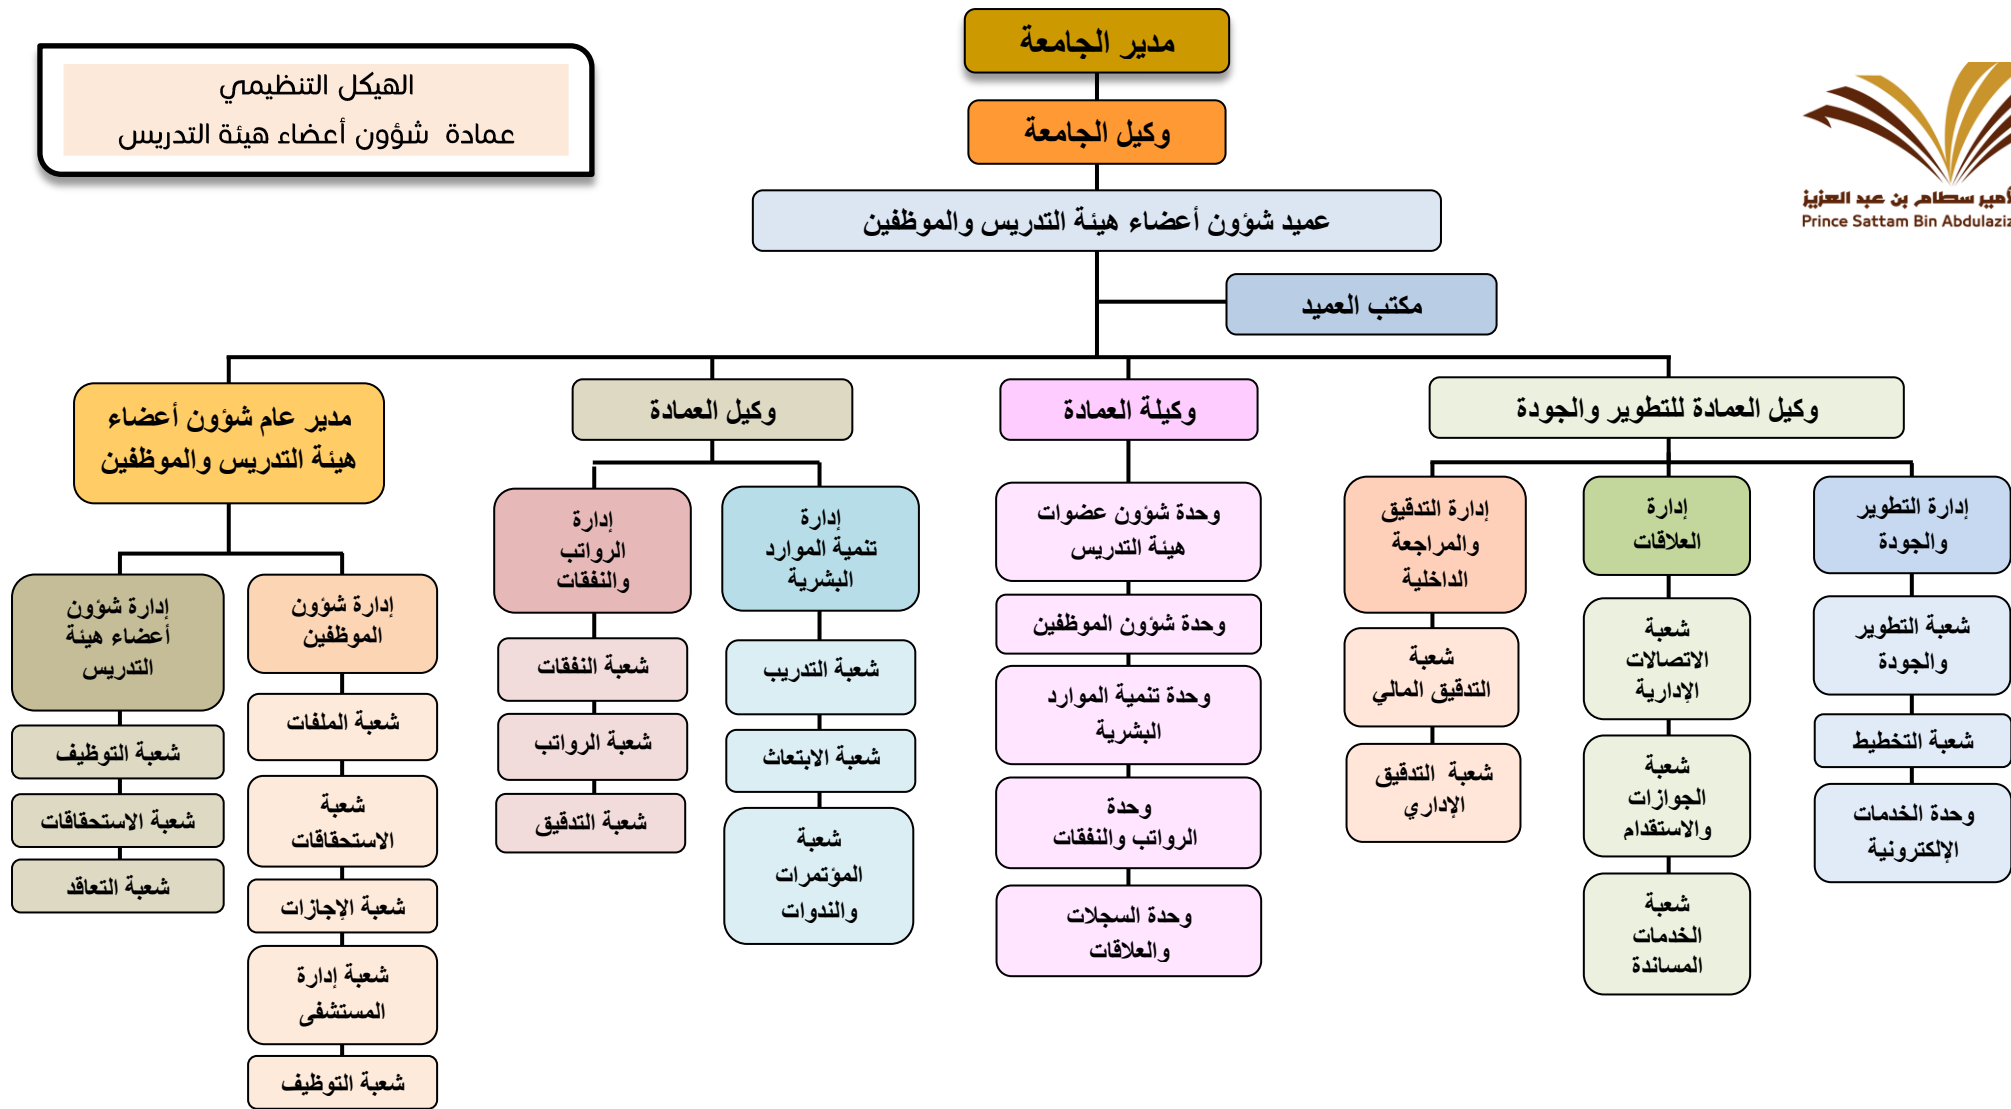 الهيكل التنظيمي
عمادة شؤون أعضاء هيئة التدريس
مدير الجامعة
وكيل الجامعة
عميد شؤون أعضاء هيئة التدريس والموظفين
مكتب العميد
الأمير سطام بن عبد العزيز
Prince Sattam Bin Abdulaziz
وكيل العمادة للتطوير والجودة
إدارة التطوير
والجودة
شعبة التطوير
والجودة
شعبة التخطيط
وحدة الخدمات
الإلكترونية
إدارة
العلاقات
شعبة
الاتصالات
الإدارية
شعبة
الجوازات
والاستقدام
شعبة
الخدمات
المساندة
إدارة التدقيق
والمراجعة
الداخلية
شعبة
التدقيق المالي
شعبة التدقيق
الإداري
وكيلة العمادة
وحدة شؤون عضوات
هيئة التدريس
وحدة شؤون الموظفين
وحدة تنمية الموارد
البشرية
وحدة
الرواتب والنفقات
وحدة السجلات
والعلاقات
وكيل العمادة
إدارة
تنمية الموارد
البشرية
شعبة التدريب
شعبة الابتعاث
شعبة
المؤتمرات
والندوات
إدارة
الرواتب
والنفقات
شعبة النفقات
شعبة الرواتب
شعبة التدقيق
مدير عام شؤون أعضاء
هيئة التدريس والموظفين
إدارة شؤون
الموظفين
شعبة الملفات
شعبة
الاستحقاقات
شعبة الإجازات
شعبة إدارة
المستشفى
شعبة التوظيف
إدارة شؤون
أعضاء هيئة
التدريس
شعبة التوظيف
شعبة الاستحقاقات
شعبة التعاقد